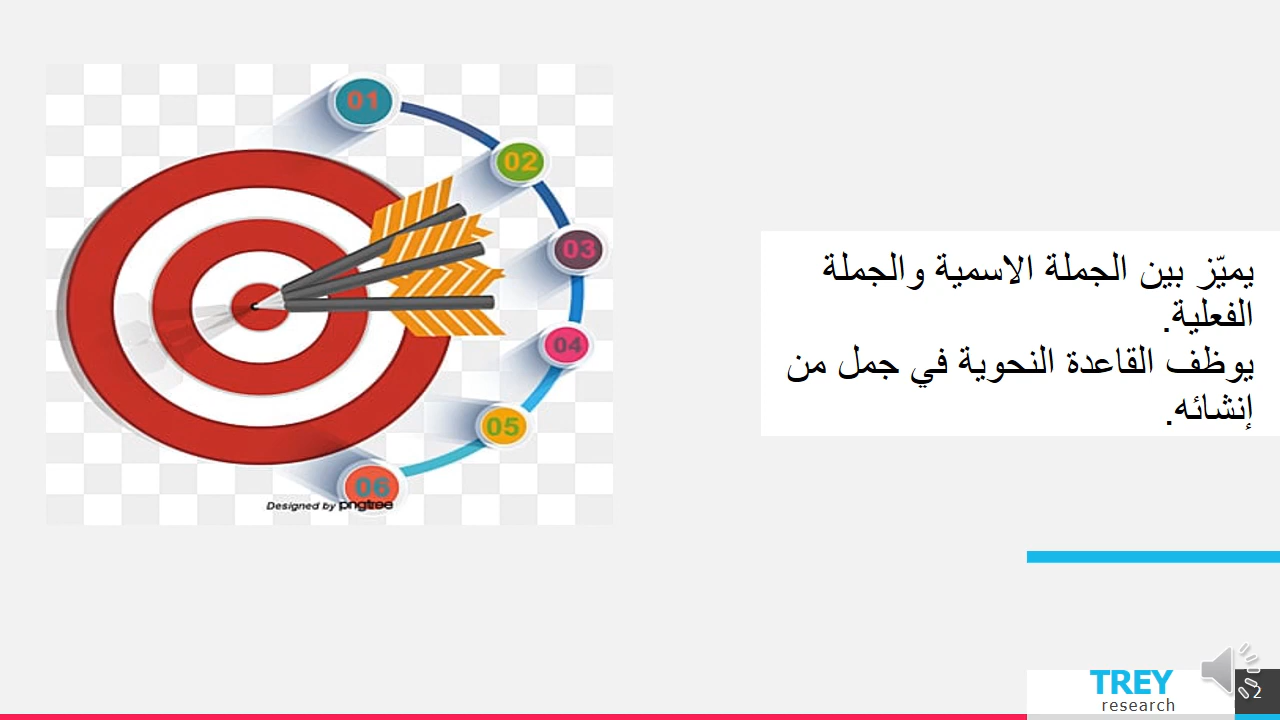 01
02
03
04
05
06
Designed by pngtree
يميّز بين الجملة الاسمية والجملة
الفعلية.
يوظف القاعدة النحوية في جمل من
إنشائه.
TREY
research
2